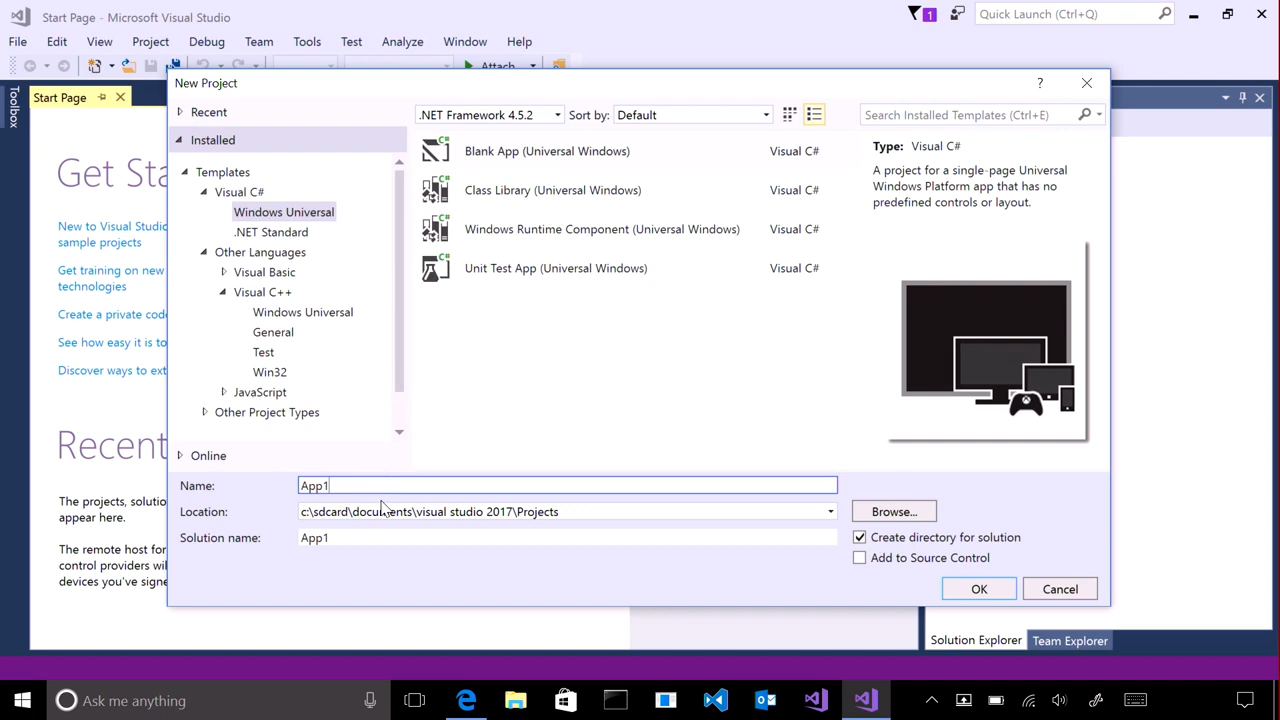 Start Page - Microsoft Visual Studio
1
Quick Launch (Ctrl+Q)
File Edit View Project Debug Team Tools Test Analyze Window Help
Attach
Toolbox
Start Page
New Project
?
Recent
.NET Framework 4.5.2
Sort by: Default
Search Installed Templates (Ctrl+E)
Installed
Templates
Visual C#
Windows Universal
.NET Standard
Other Languages
Visual Basic
Visual C++
Windows Universal
General
Test
Win32
JavaScript
Other Project Types
Online
C# Blank App (Universal Windows) Visual C#
C# Class Library (Universal Windows) Visual C#
C# Windows Runtime Component (Universal Windows) Visual C#
C# Unit Test App (Universal Windows) Visual C#
Type: Visual C#
A project for a single-page Universal
Windows Platform app that has no
predefined controls or layout.
Name: App1
Location: c:\sdcard\documents\visual studio 2017\Projects
Browse...
Solution name: App1
Create directory for solution
Add to Source Control
OK Cancel
Get Sta
New to Visual Studio
sample projects
Get training on new
technologies
Create a private code
See how easy it is to
Discover ways to ext
Recent
The projects, solutio
appear here.
The remote host for
control providers wil
devices you've signe
Solution Explorer Team Explorer
Ask me anything